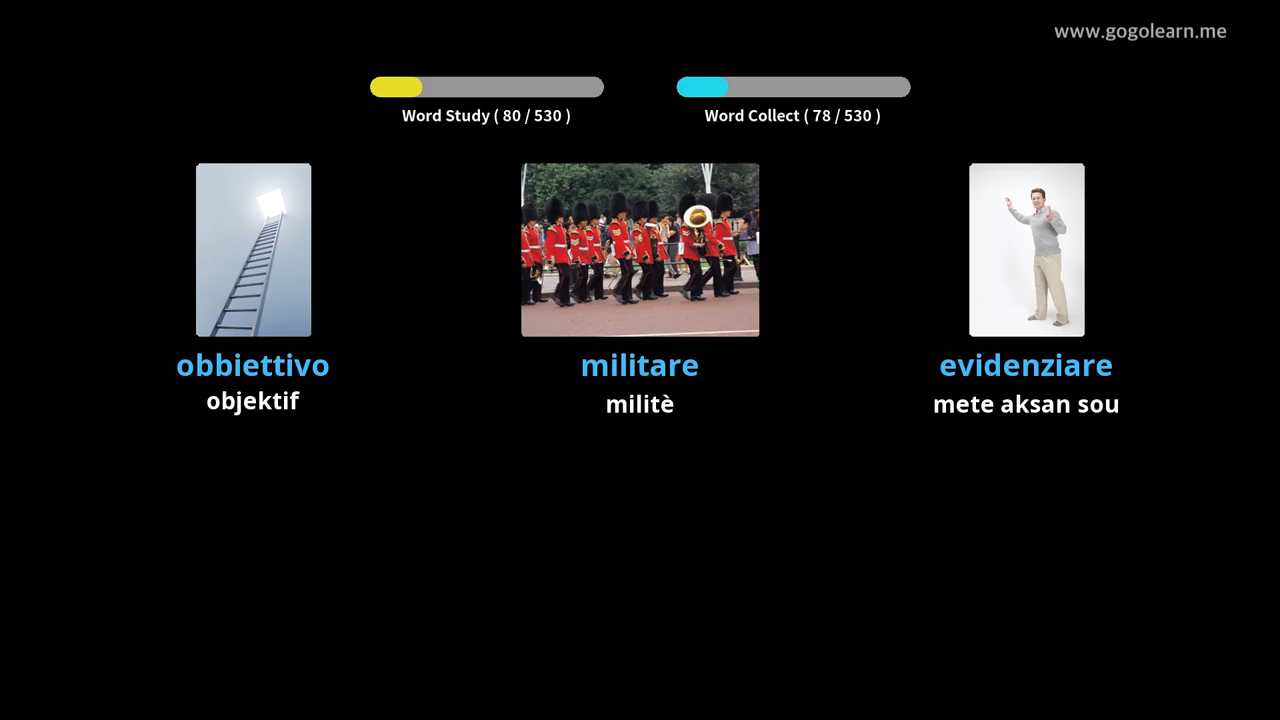 www.gogolearn.me
Word Study ( 80 / 530 )
Word Collect ( 78 / 530 )
obbiettivo
objektif
militare
militè
evidenziare
mete aksan sou